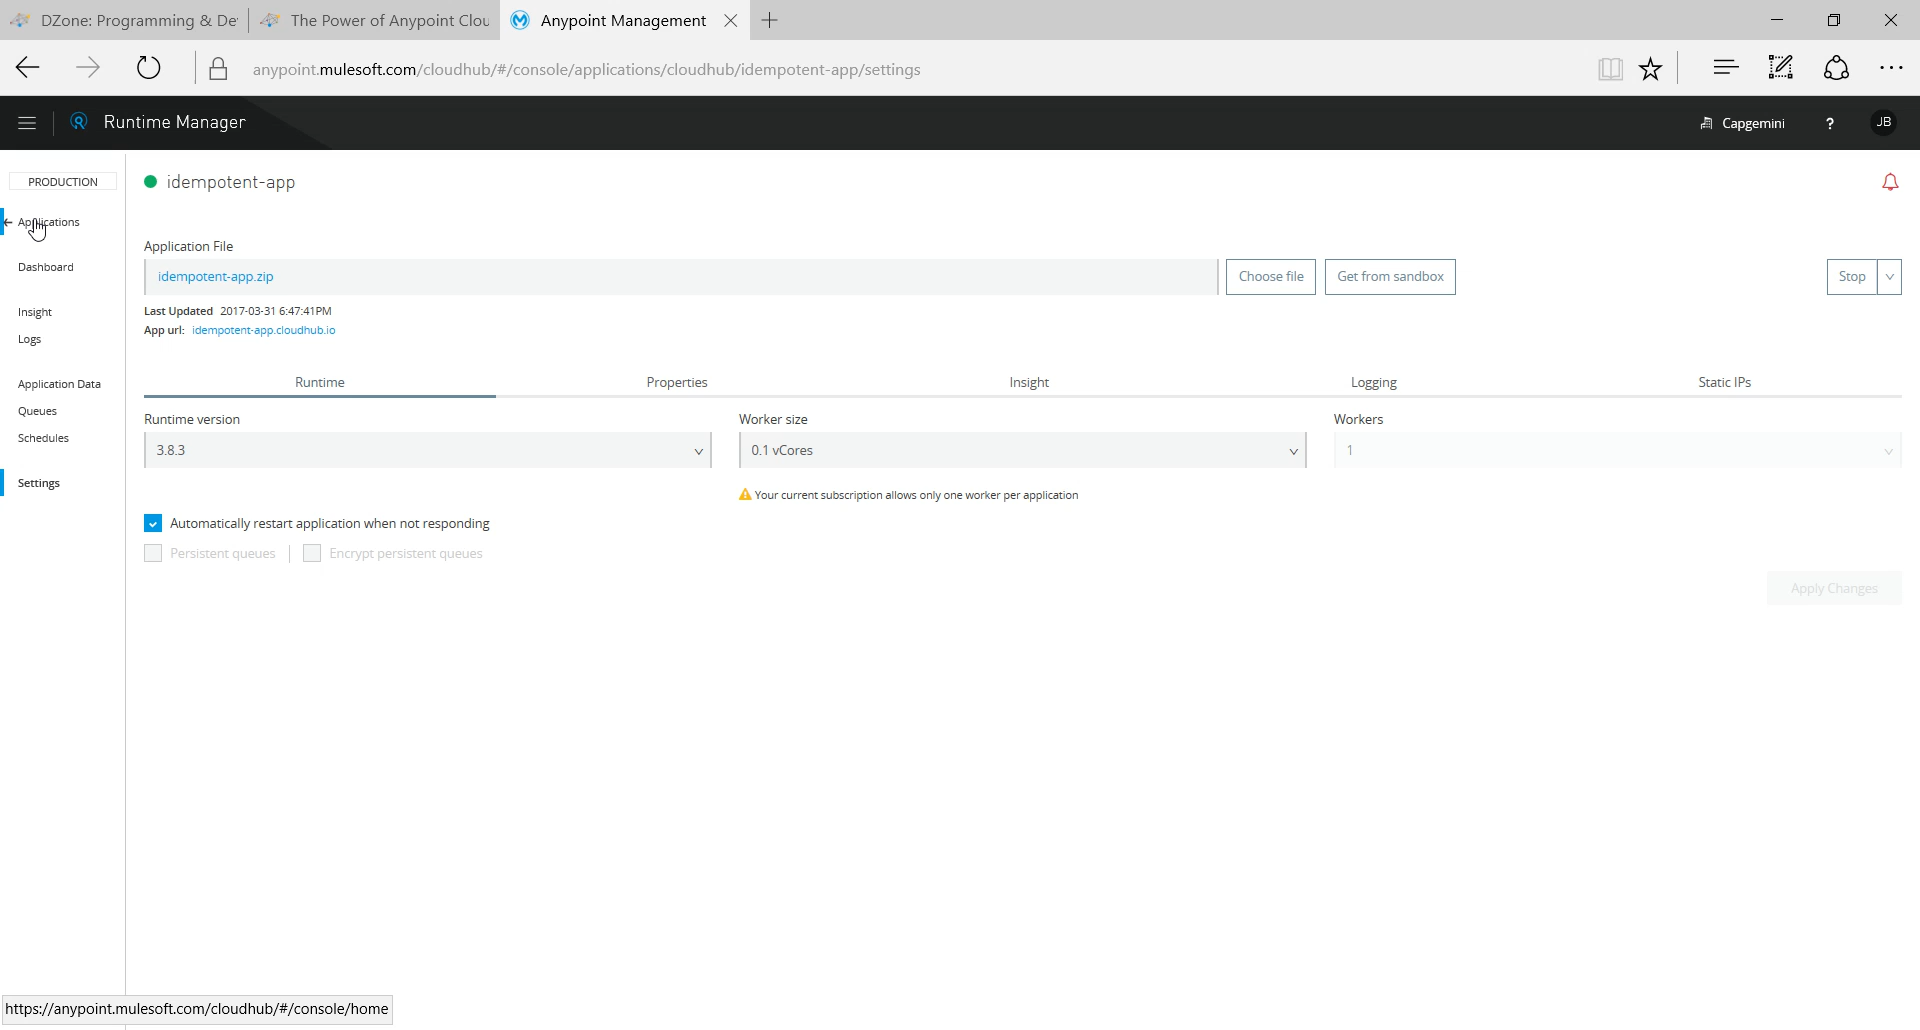 DZone: Programming & De
The Power of Anypoint Clou
Anypoint Management
anypoint.mulesoft.com/cloudhub/#/console/applications/cloudhub/idempotent-app/settings
Runtime Manager
Capgemini
?
JB
PRODUCTION
Applications
Dashboard
Insight
Logs
Application Data
Queues
Schedules
Settings
idempotent-app
Application File
idempotent-app.zip
Choose file
Get from sandbox
Stop
Last Updated 2017-03-31 6:47:41PM
App url: idempotent-app.cloudhub.io
Runtime
Properties
Insight
Logging
Static IPs
Runtime version
Worker size
Workers
3.8.3
0.1 vCores
1
Your current subscription allows only one worker per application
Automatically restart application when not responding
Persistent queues
Encrypt persistent queues
Apply Changes
https://anypoint.mulesoft.com/cloudhub/#/console/home